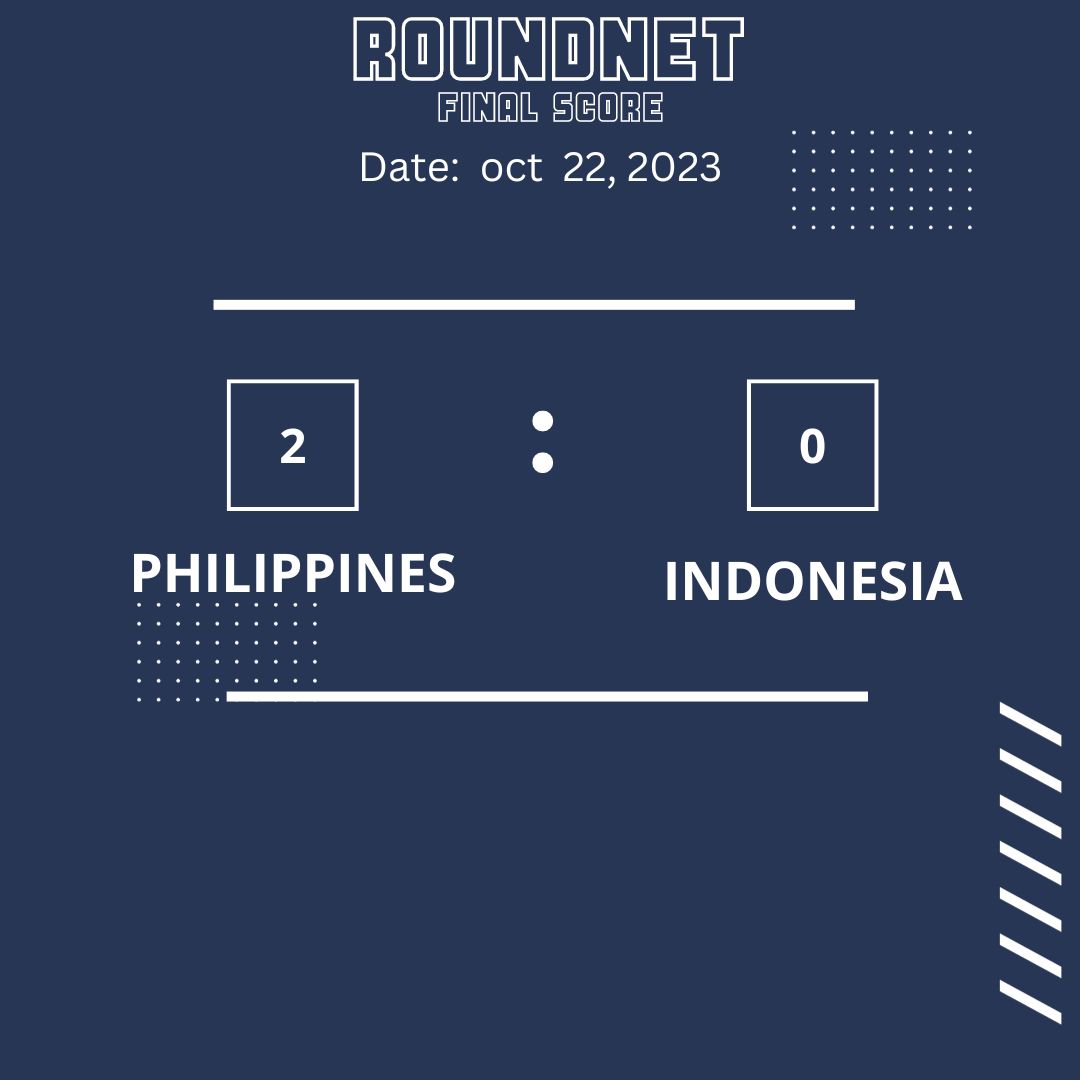 ROUNDNET
FINAL SCORE
Date: oct 22, 2023
2 : 0
PHILIPPINES INDONESIA